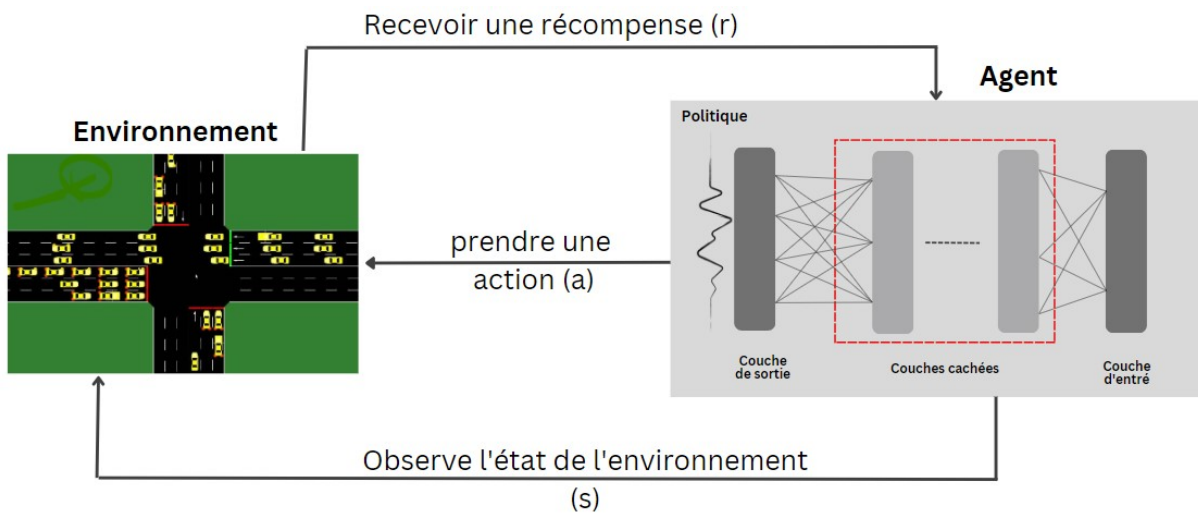 Recevoir une récompense (r)
Agent
Environnement
Politique
prendre une
action (a)
Couche
de sortie
Couches cachées
Couche
d'entré
Observe l'état de l'environnement
(s)